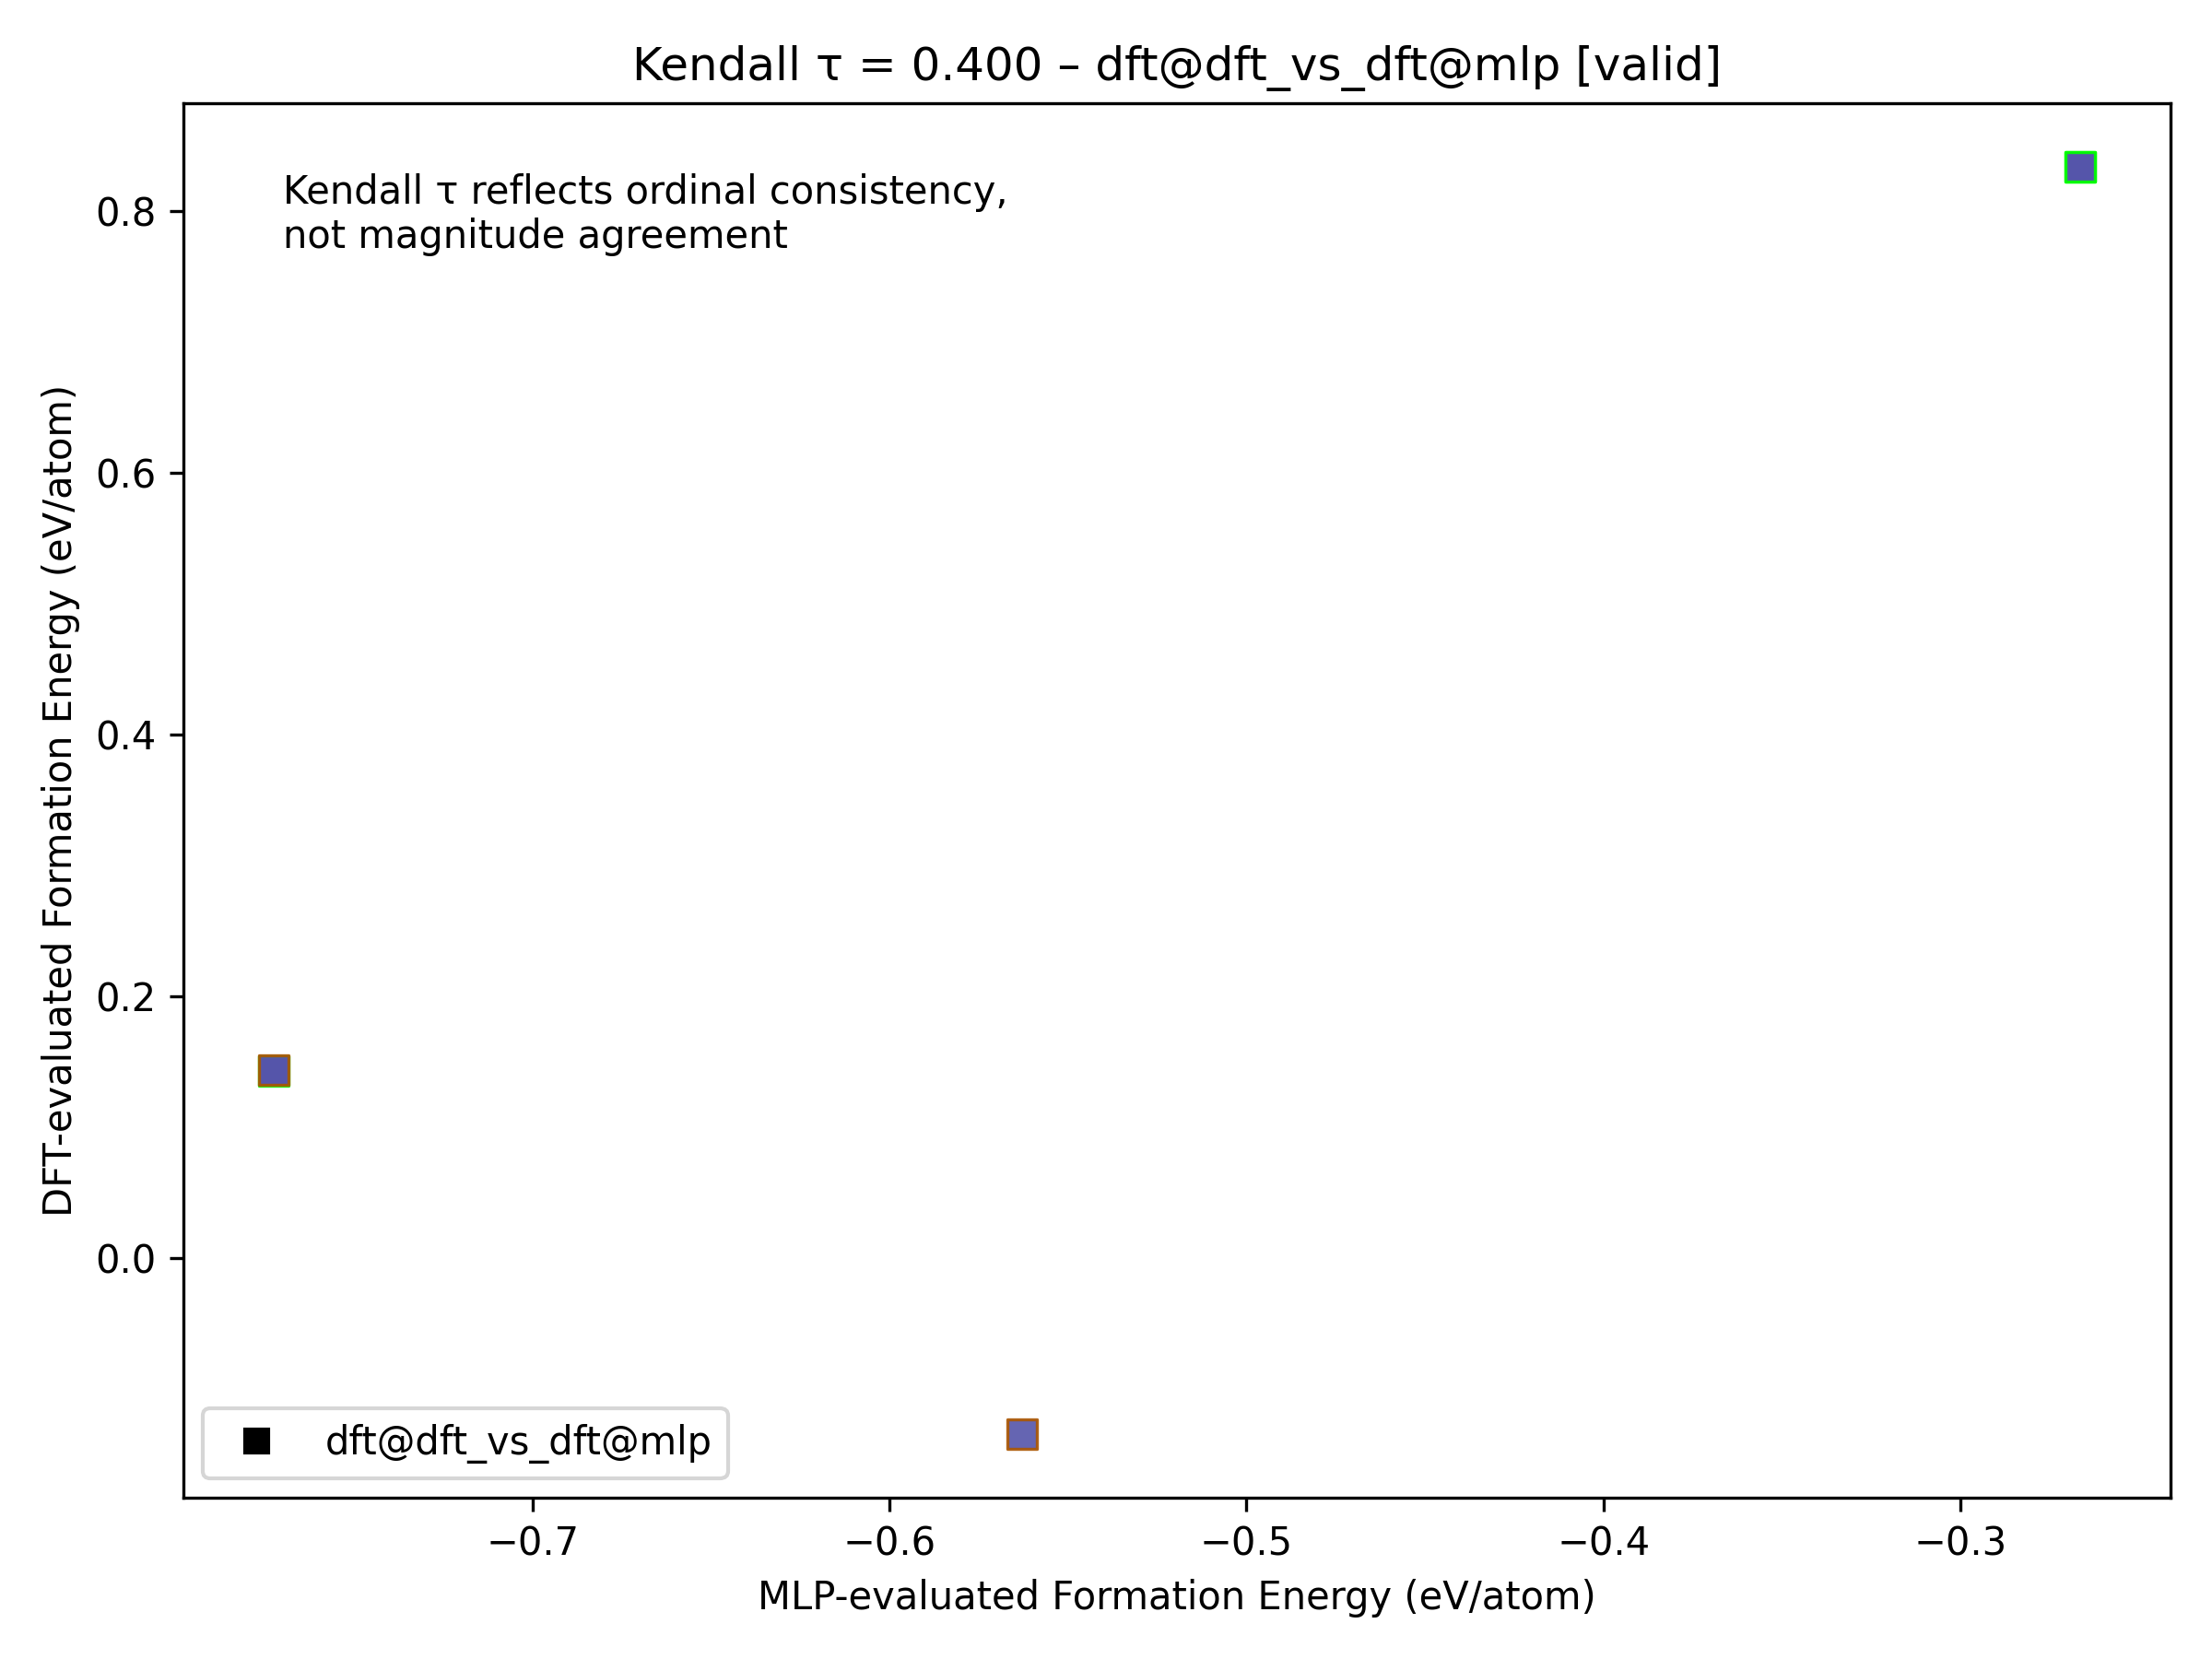 Kendall τ = 0.400 – dft@dft_vs_dft@mlp [valid]
Kendall τ reflects ordinal consistency,
not magnitude agreement
DFT-evaluated Formation Energy (eV/atom)
0.8
0.6
0.4
0.2
0.0
dft@dft_vs_dft@mlp
−0.7
−0.6
−0.5
−0.4
−0.3
MLP-evaluated Formation Energy (eV/atom)